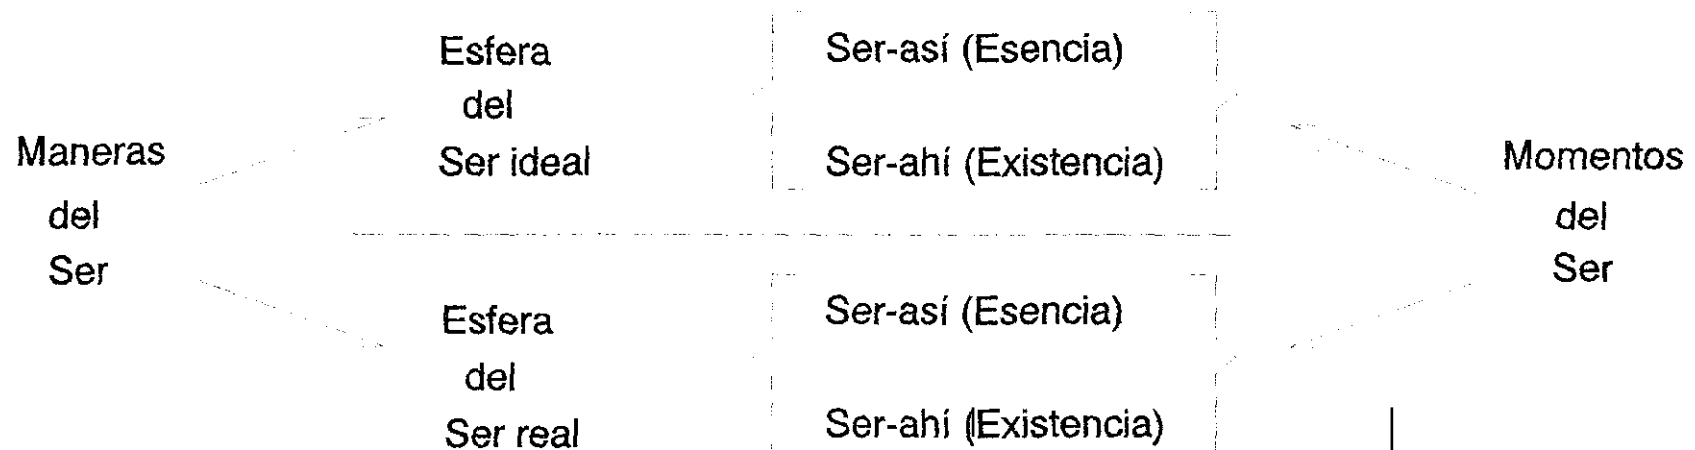 Maneras
del
Ser
Esfera
del
Ser ideal
Ser-así (Esencia)
Ser-ahí (Existencia)
Esfera
del
Ser real
Ser-así (Esencia)
Ser-ahí (Existencia)
Momentos
del
Ser